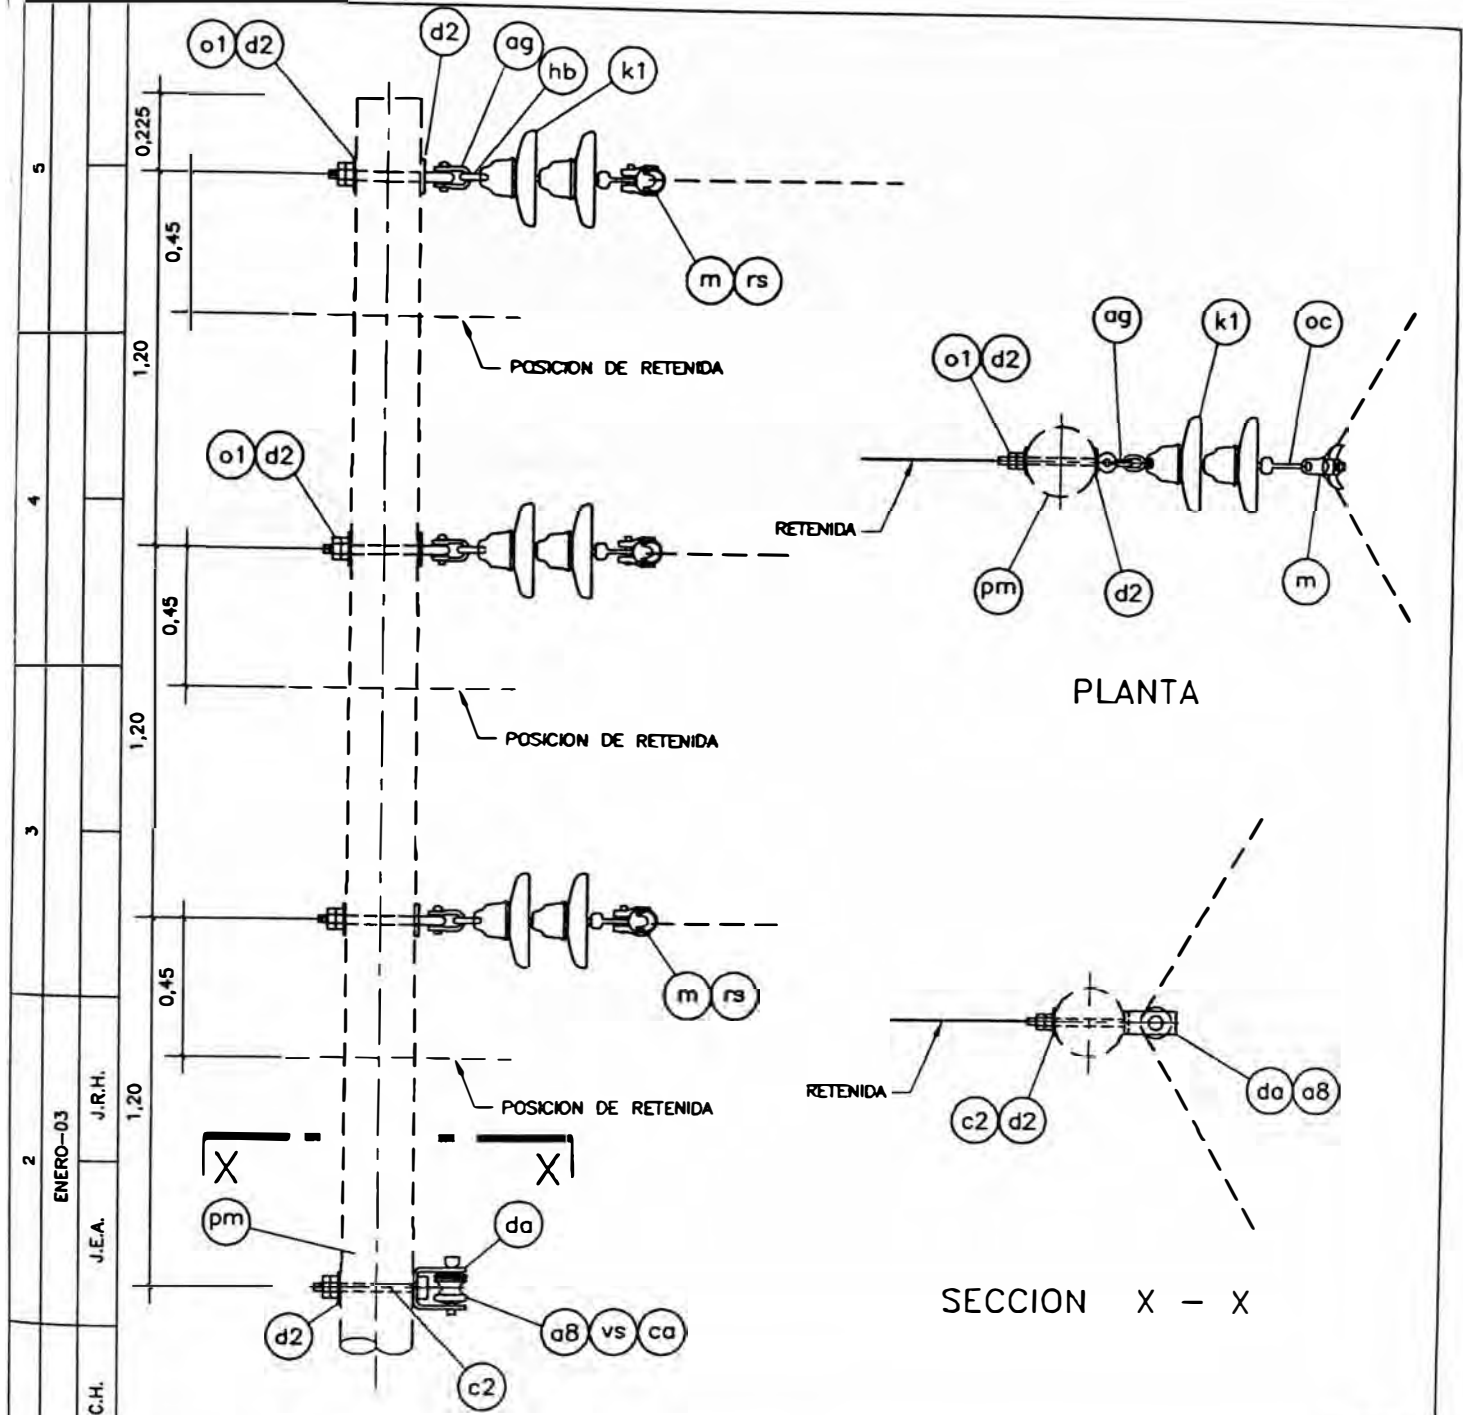 o1 d2
d2
ag
hb
k1
0,225
5
0,45
m rs
1,20
POSICION DE RETENIDA
o1 d2
ag
k1
oc
o1 d2
4
RETENIDA
pm
d2
m
0,45
PLANTA
1,20
POSICION DE RETENIDA
3
m rs
0,45
RETENIDA
c2 d2
da a8
1,20
POSICION DE RETENIDA
J.R.H.
2
ENERO-03
X X
pm
da
J.E.A.
SECCION X - X
d2
a8 vs ca
c2
C.H.